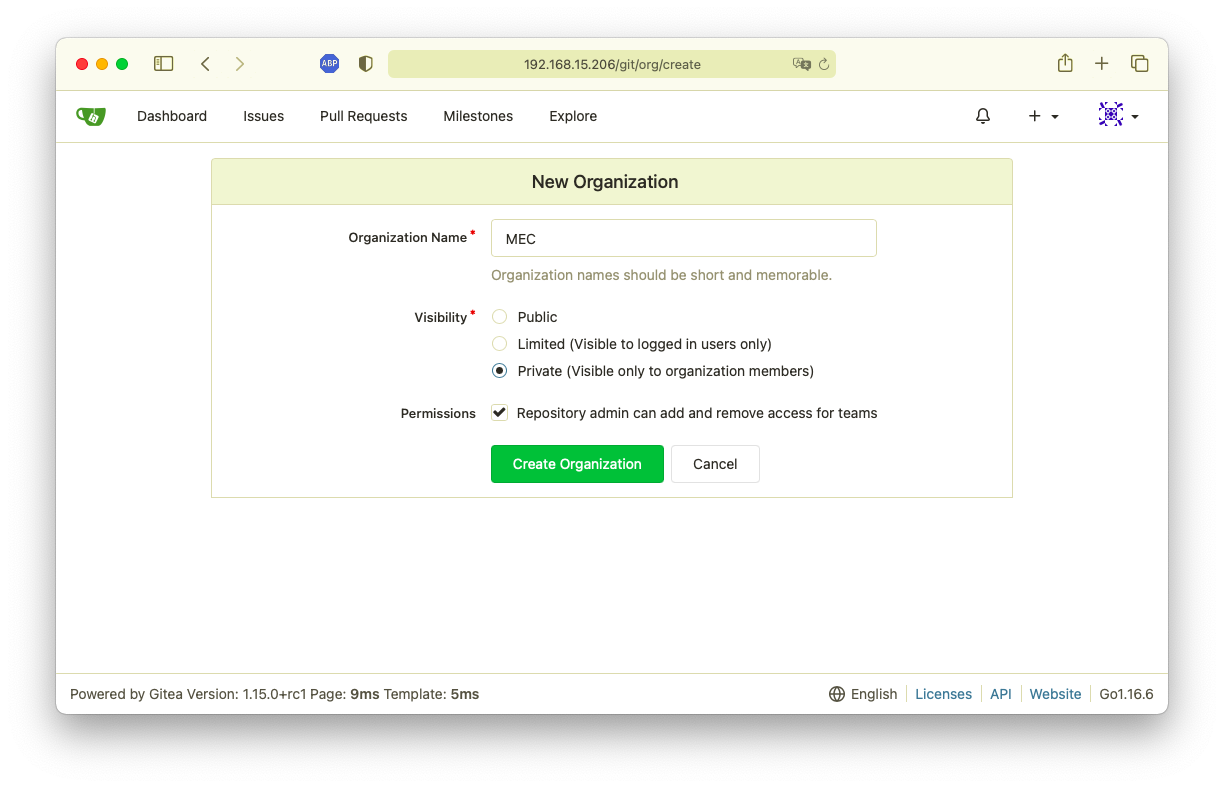 ABP
192.168.15.206/git/org/create
Dashboard Issues Pull Requests Milestones Explore
New Organization
Organization Name*
MEC
Organization names should be short and memorable.
Visibility*
Public
Limited (Visible to logged in users only)
Private (Visible only to organization members)
Permissions
Repository admin can add and remove access for teams
Create Organization Cancel
Powered by Gitea Version: 1.15.0+rc1 Page: 9ms Template: 5ms English Licenses API Website Go1.16.6